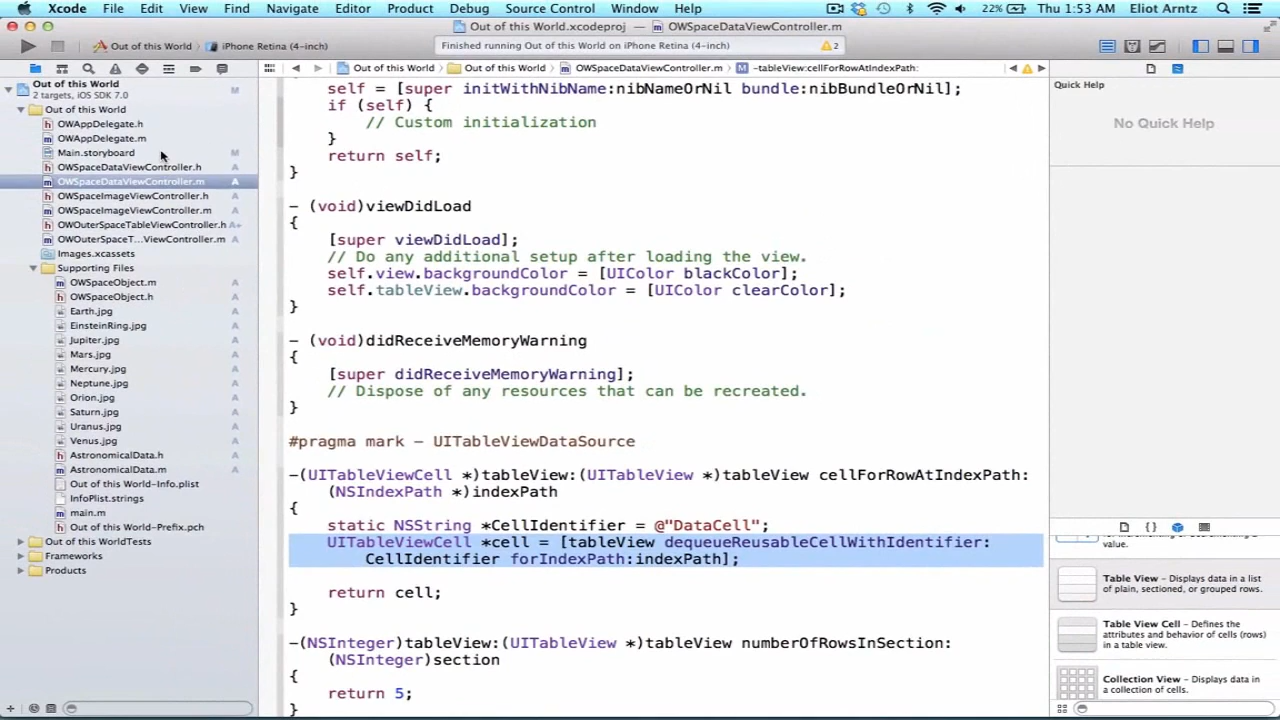 Xcode File Edit View Find Navigate Editor Product Debug Source Control Window Help 22% Thu 1:53 AM Eliot Arntz
Out of this World.xcodeproj — OWSpaceDataViewController.m
Out of this World iPhone Retina (4-inch) Finished running Out of this World on iPhone Retina (4-inch) 2
Out of this World Out of this World OWSpaceDataViewController.m -tableView:cellForRowAtIndexPath:
Out of this World M
2 targets, iOS SDK 7.0
Out of this World
OWAppDelegate.h
OWAppDelegate.m
Main.storyboard M
OWSpaceDataViewController.h A
OWSpaceDataViewController.m A
OWSpaceImageViewController.h A
OWSpaceImageViewController.m A
OWOuterSpaceTableViewController.h A+
OWOuterSpaceT...ViewController.m A
Images.xcassets
Supporting Files
OWSpaceObject.m A
OWSpaceObject.h A
Earth.jpg A
EinsteinRing.jpg A
Jupiter.jpg A
Mars.jpg A
Mercury.jpg A
Neptune.jpg A
Orion.jpg A
Saturn.jpg A
Uranus.jpg A
Venus.jpg A
AstronomicalData.h A
AstronomicalData.m A
Out of this World-Info.plist
InfoPlist.strings
main.m
Out of this World-Prefix.pch
Out of this WorldTests
Frameworks
Products
self = [super initWithNibName:nibNameOrNil bundle:nibBundleOrNil];
if (self) {
// Custom initialization
}
return self;
}
- (void)viewDidLoad
{
[super viewDidLoad];
// Do any additional setup after loading the view.
self.view.backgroundColor = [UIColor blackColor];
self.tableView.backgroundColor = [UIColor clearColor];
}
- (void)didReceiveMemoryWarning
{
[super didReceiveMemoryWarning];
// Dispose of any resources that can be recreated.
}
#pragma mark - UITableViewDataSource
-(UITableViewCell *)tableView:(UITableView *)tableView cellForRowAtIndexPath:
(NSIndexPath *)indexPath
{
static NSString *CellIdentifier = @"DataCell";
UITableViewCell *cell = [tableView dequeueReusableCellWithIdentifier:
CellIdentifier forIndexPath:indexPath];
return cell;
}
-(NSInteger)tableView:(UITableView *)tableView numberOfRowsInSection:
(NSInteger)section
{
return 5;
}
Quick Help
No Quick Help
value.
Table View - Displays data in a list
of plain, sectioned, or grouped rows.
Table View Cell - Defines the
attributes and behavior of cells (rows)
in a table view.
Collection View - Displays data in
a collection of cells.